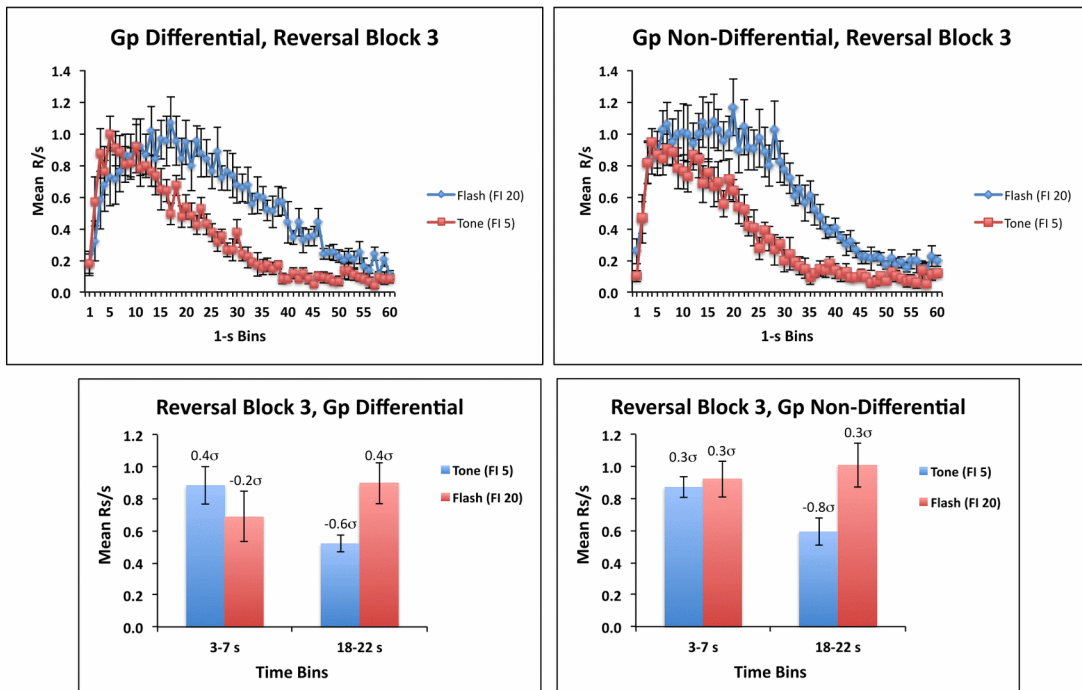 Gp Differential, Reversal Block 3
1.4
1.2
1.0
0.8
0.6
0.4
0.2
0.0
Mean R/s
1 5 10 15 20 25 30 35 40 45 50 55 60
1-s Bins
Flash (FI 20)
Tone (FI 5)
Gp Non-Differential, Reversal Block 3
1.4
1.2
1.0
0.8
0.6
0.4
0.2
0.0
Mean R/s
1 5 10 15 20 25 30 35 40 45 50 55 60
1-s Bins
Flash (FI 20)
Tone (FI 5)
Reversal Block 3, Gp Differential
1.2
1.0
0.8
0.6
0.4
0.2
0.0
Mean Rs/s
0.4σ
-0.2σ
-0.6σ
0.4σ
3-7 s 18-22 s
Time Bins
Tone (FI 5)
Flash (FI 20)
Reversal Block 3, Gp Non-Differential
1.2
1.0
0.8
0.6
0.4
0.2
0.0
Mean Rs/s
0.3σ 0.3σ
-0.8σ
0.3σ
3-7 s 18-22 s
Time Bins
Tone (FI 5)
Flash (FI 20)